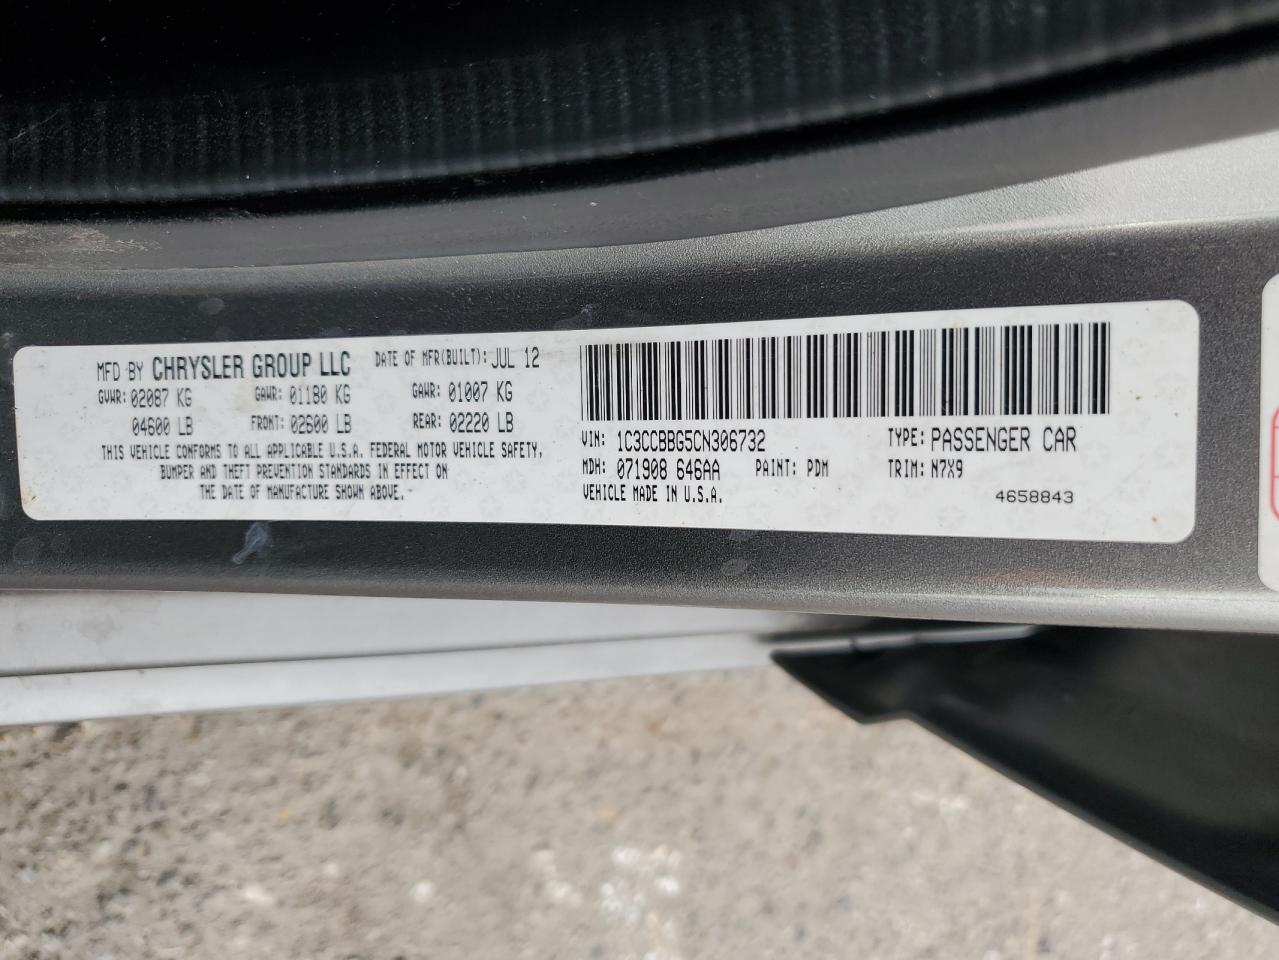 MFD BY CHRYSLER GROUP LLC DATE OF MFR(BUILT): JUL 12
GVWR: 02087 KG GAWR: 01180 KG GAWR: 01007 KG
04600 LB FRONT: 02600 LB REAR: 02220 LB
THIS VEHICLE CONFORMS TO ALL APPLICABLE U.S.A. FEDERAL MOTOR VEHICLE SAFETY,
BUMPER AND THEFT PREVENTION STANDARDS IN EFFECT ON
THE DATE OF MANUFACTURE SHOWN ABOVE.
VIN: 1C3CCBBG5CN306732 TYPE: PASSENGER CAR
MDH: 071908 646AA PAINT: PDM TRIM: N7X9
VEHICLE MADE IN U.S.A. 4658843